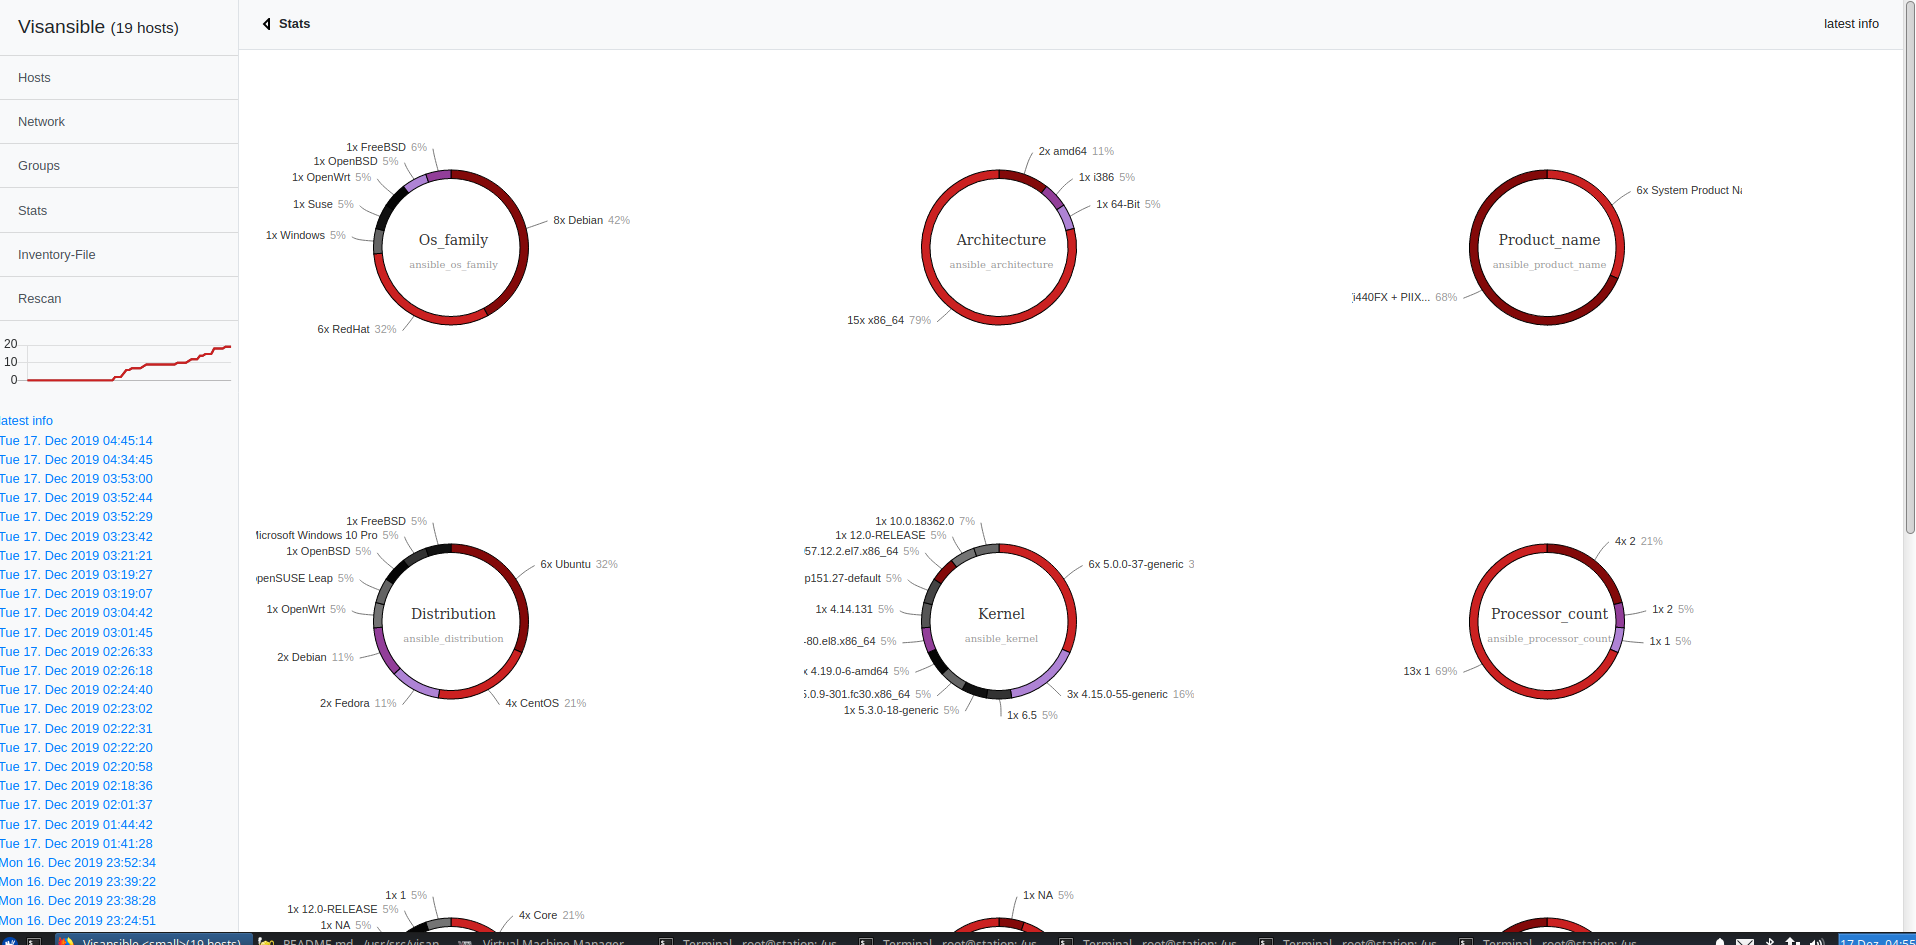 Visansible (19 hosts)
Stats
latest info
Hosts
Network
Groups
Stats
Inventory-File
Rescan
20
10
0
latest info
Tue 17. Dec 2019 04:45:14
Tue 17. Dec 2019 04:34:45
Tue 17. Dec 2019 03:53:00
Tue 17. Dec 2019 03:52:44
Tue 17. Dec 2019 03:52:29
Tue 17. Dec 2019 03:23:42
Tue 17. Dec 2019 03:21:21
Tue 17. Dec 2019 03:19:27
Tue 17. Dec 2019 03:19:07
Tue 17. Dec 2019 03:04:42
Tue 17. Dec 2019 03:01:45
Tue 17. Dec 2019 02:26:33
Tue 17. Dec 2019 02:26:18
Tue 17. Dec 2019 02:24:40
Tue 17. Dec 2019 02:23:02
Tue 17. Dec 2019 02:22:31
Tue 17. Dec 2019 02:22:20
Tue 17. Dec 2019 02:20:58
Tue 17. Dec 2019 02:18:36
Tue 17. Dec 2019 02:01:37
Tue 17. Dec 2019 01:44:42
Tue 17. Dec 2019 01:41:28
Mon 16. Dec 2019 23:52:34
Mon 16. Dec 2019 23:39:22
Mon 16. Dec 2019 23:38:28
Mon 16. Dec 2019 23:24:51
1x FreeBSD 6%
1x OpenBSD 5%
1x OpenWrt 5%
1x Suse 5%
1x Windows 5%
8x Debian 42%
6x RedHat 32%
Os_family
ansible_os_family
2x amd64 11%
1x i386 5%
1x 64-Bit 5%
15x x86_64 79%
Architecture
ansible_architecture
6x System Product Na
i440FX + PIIX... 68%
Product_name
ansible_product_name
1x FreeBSD 5%
Microsoft Windows 10 Pro 5%
1x OpenBSD 5%
openSUSE Leap 5%
1x OpenWrt 5%
2x Debian 11%
2x Fedora 11%
6x Ubuntu 32%
4x CentOS 21%
Distribution
ansible_distribution
1x 10.0.18362.0 7%
1x 12.0-RELEASE 5%
57.12.2.el7.x86_64 5%
p151.27-default 5%
1x 4.14.131 5%
-80.el8.x86_64 5%
x 4.19.0-6-amd64 5%
5.0.9-301.fc30.x86_64 5%
1x 5.3.0-18-generic 5%
1x 6.5 5%
3x 4.15.0-55-generic 16%
6x 5.0.0-37-generic 3
Kernel
ansible_kernel
4x 2 21%
1x 2 5%
1x 1 5%
13x 1 69%
Processor_count
ansible_processor_count
1x 1 5%
1x 12.0-RELEASE 5%
1x NA 5%
4x Core 21%
1x NA 5%
Visansible <small>(19 hosts)
README.md - /usr/src/visan
Virtual Machine Manager
Terminal - root@station: /us
Terminal - root@station: /us
Terminal - root@station: /us
Terminal - root@station: /us
Terminal - root@station: /us
17 Dez, 04:55